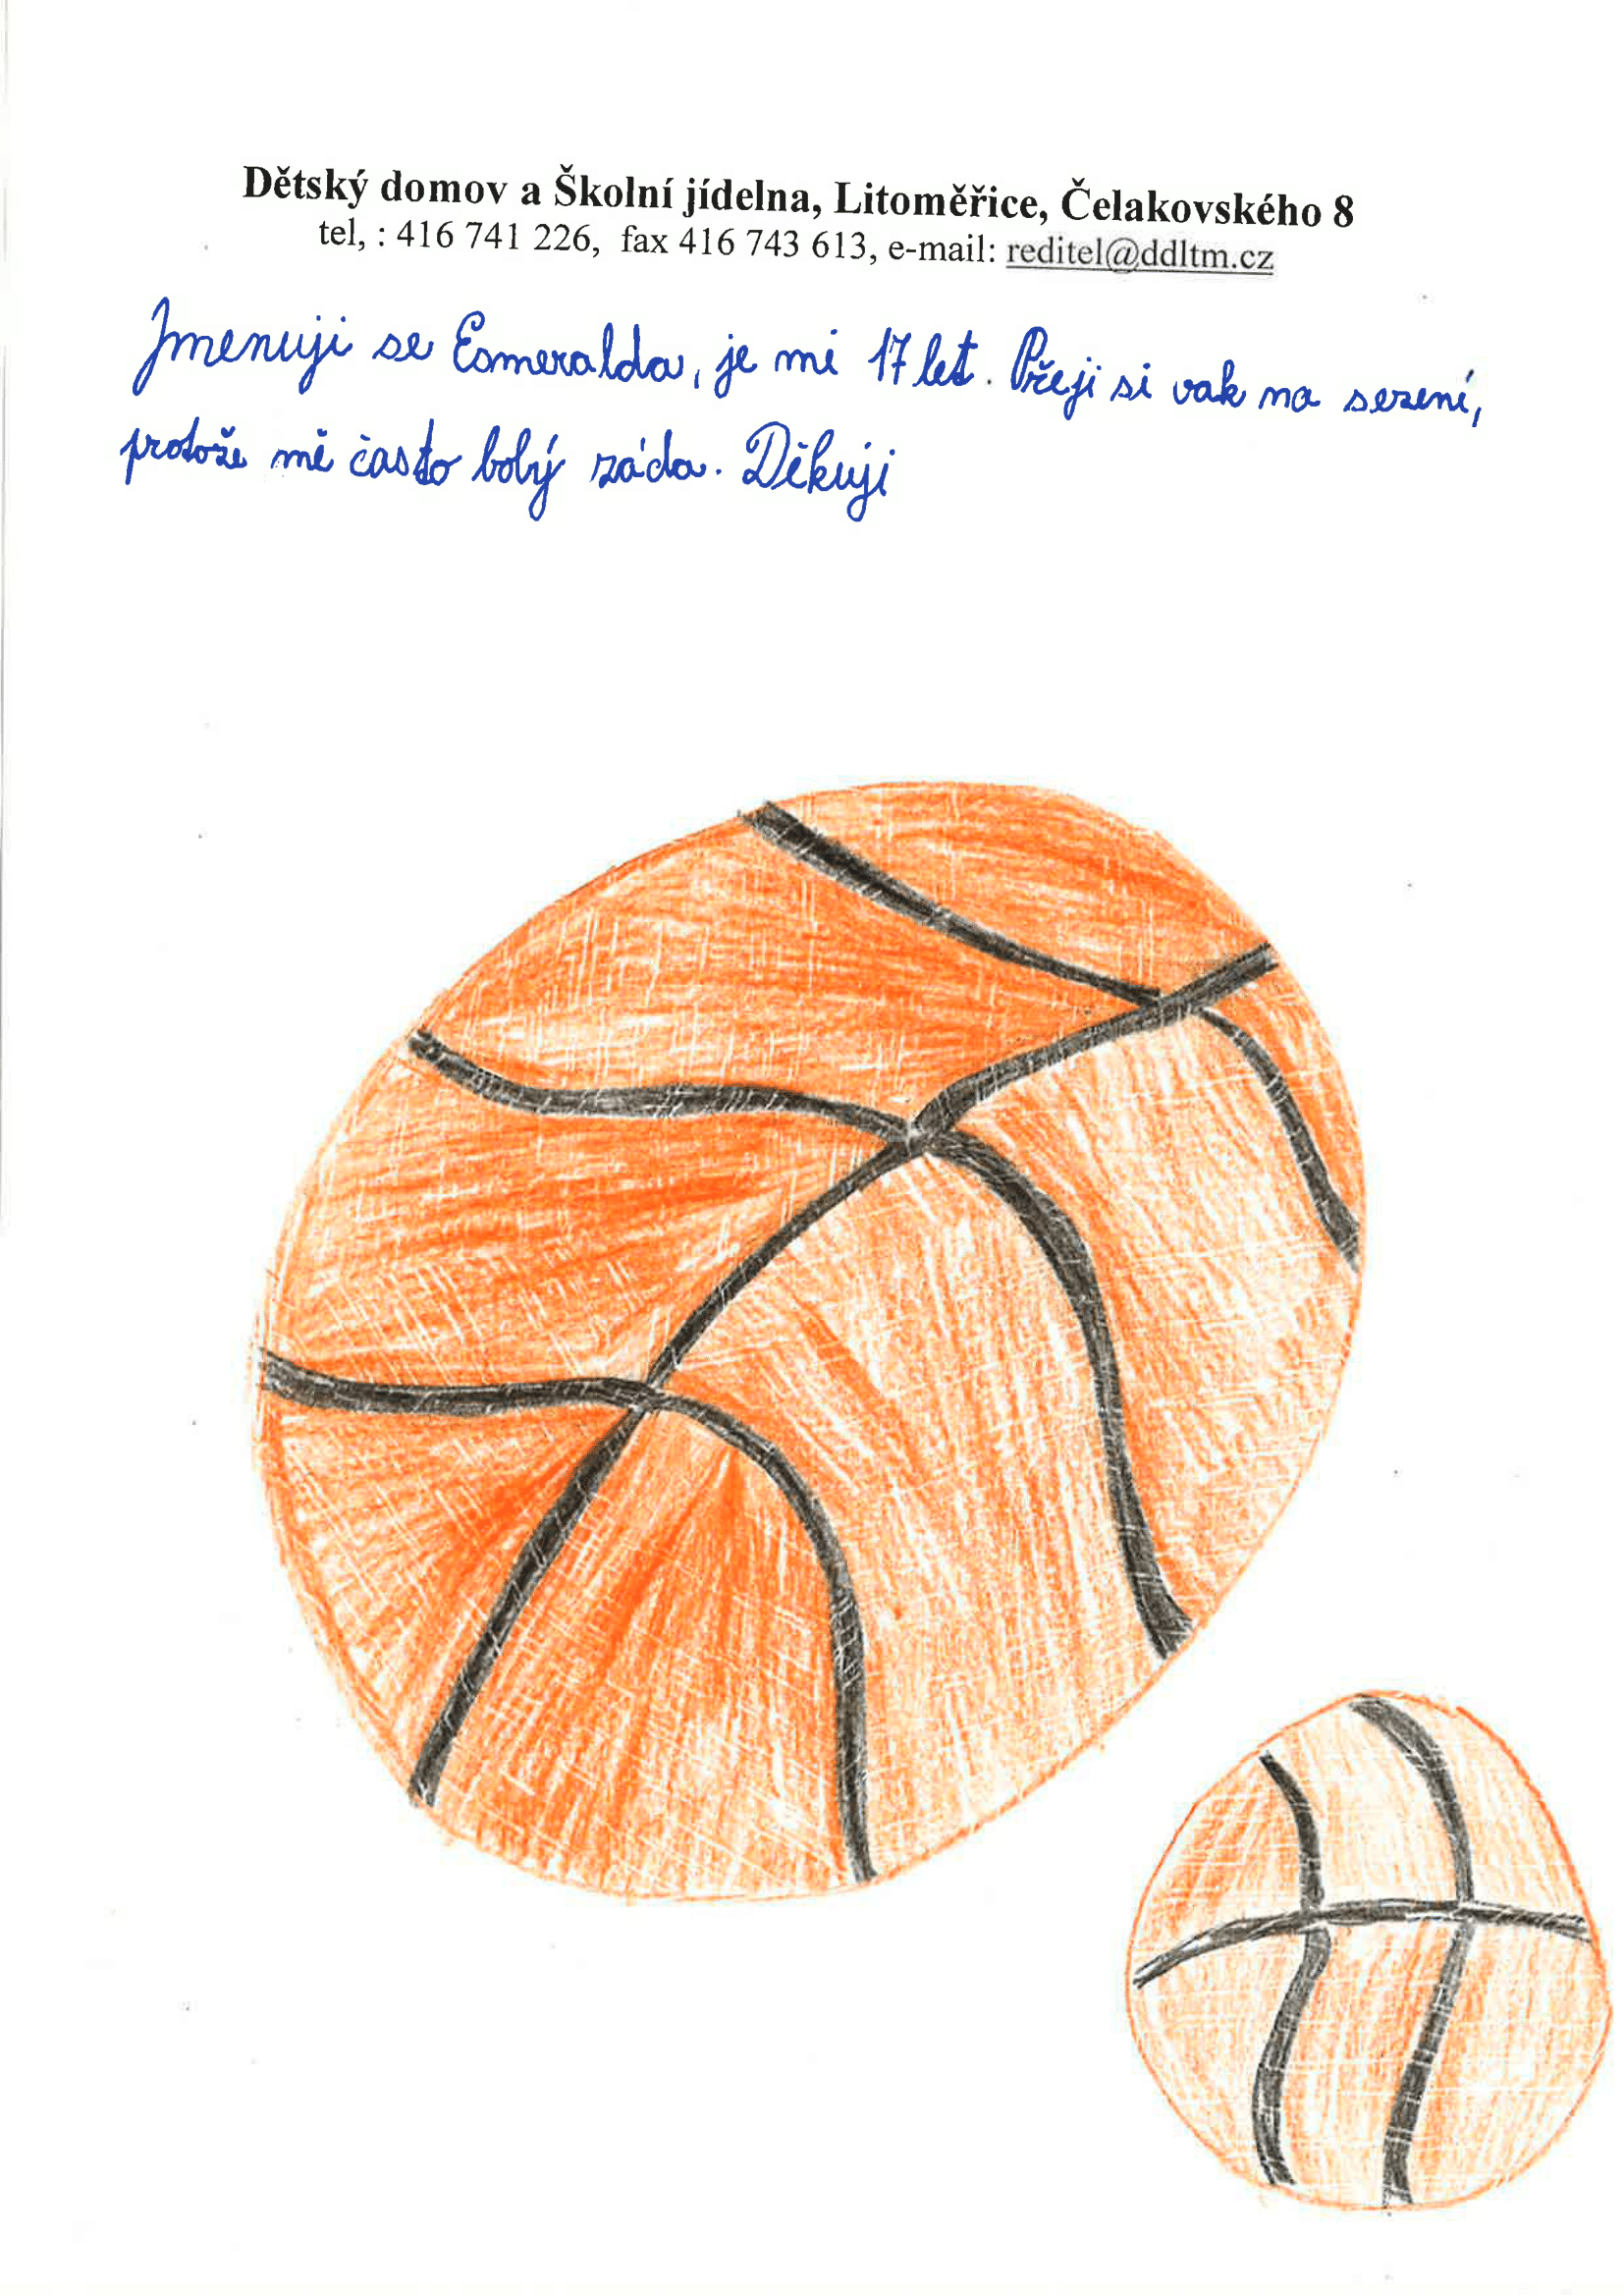 Dětský domov a Školní jídelna, Litoměřice, Čelakovského 8
tel, : 416 741 226, fax 416 743 613, e-mail: reditel@ddltm.cz
Jmenuji se Esmeralda, je mi 17 let. Přeji si vak na sezení,
protože mě často bolý záda. Děkuji